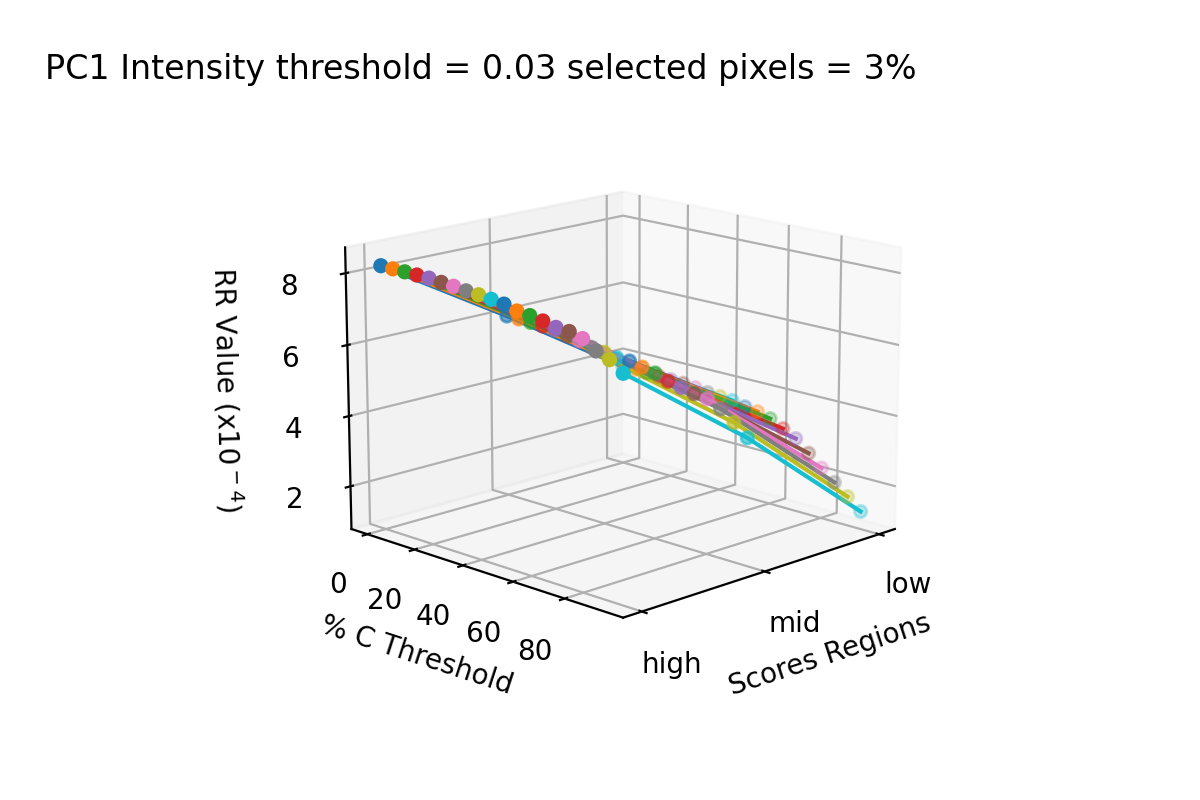 PC1 Intensity threshold = 0.03 selected pixels = 3%
RR Value (x10⁻⁴)
8
6
4
2
0
20
40
60
80
% C Threshold
high
mid
low
Scores Regions